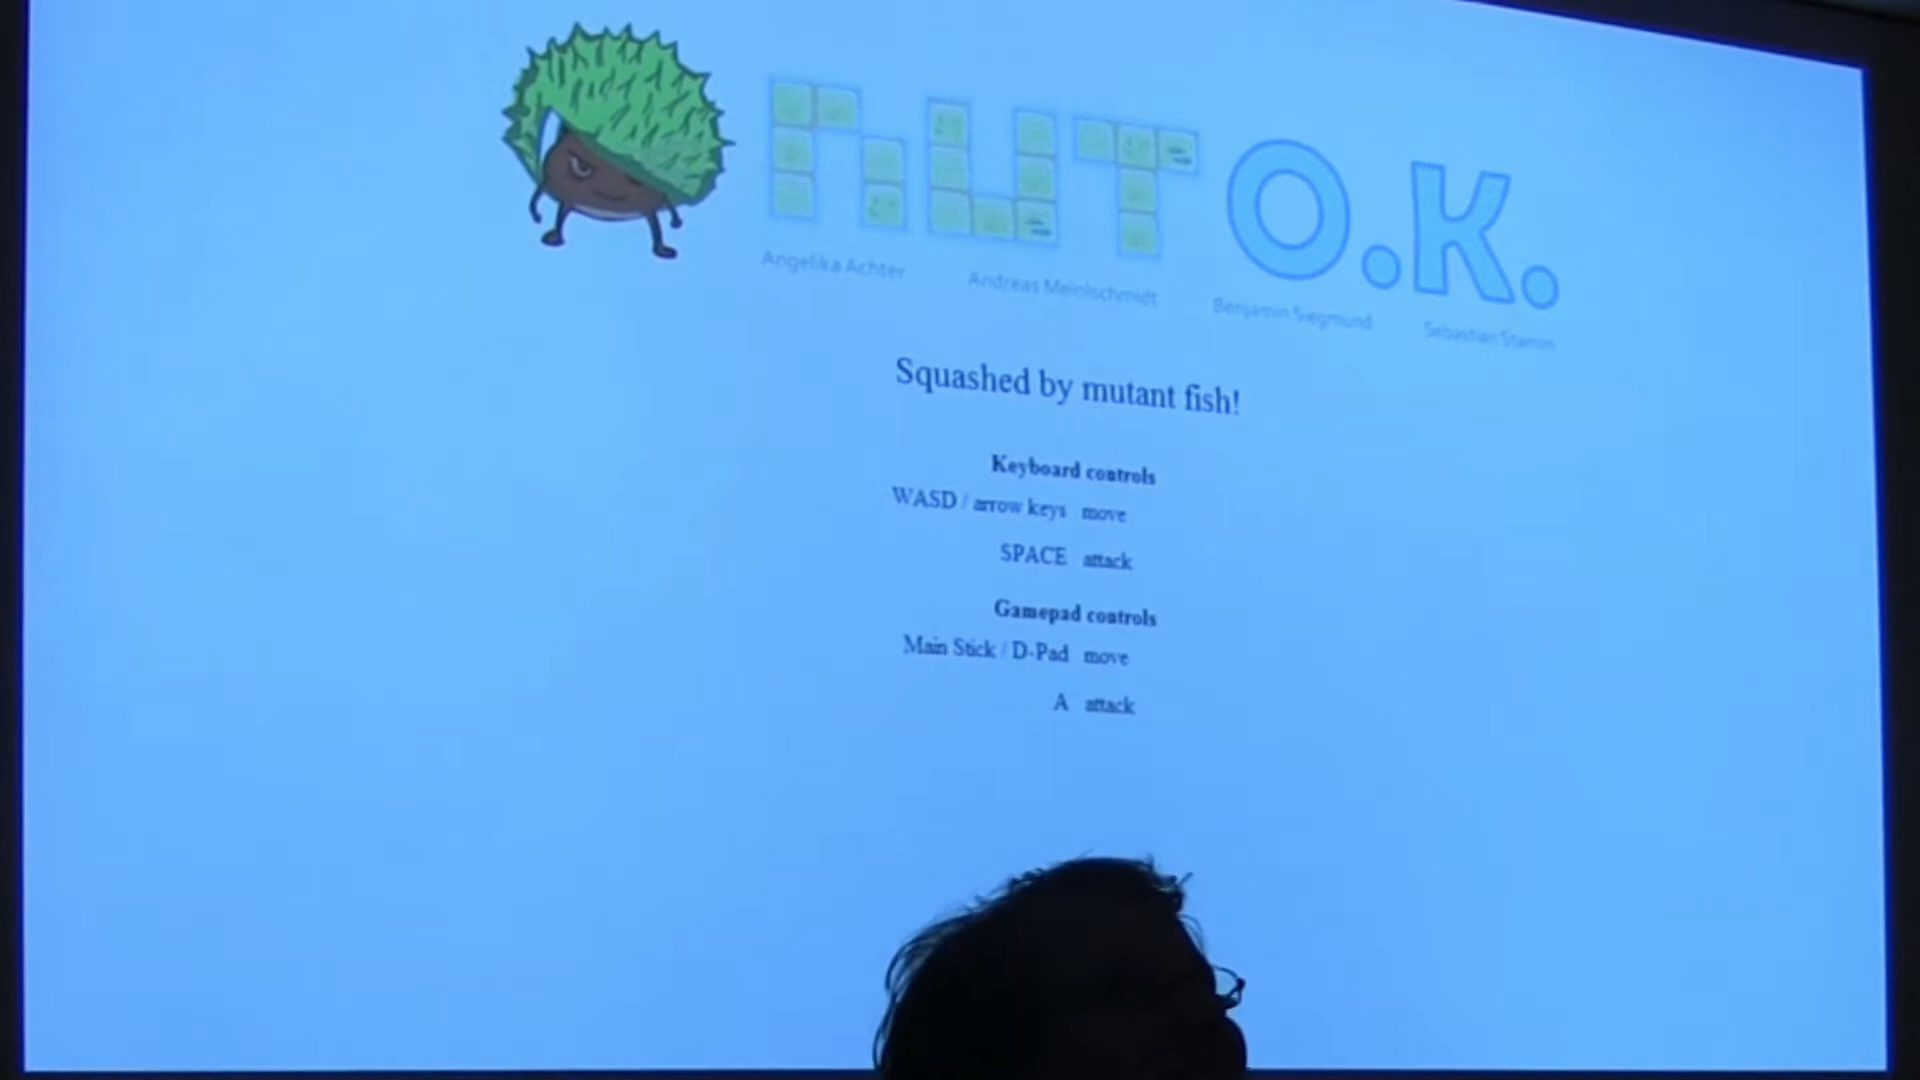 nUT O.K.
Angelika Achter Andreas Meinlschmidt Benjamin Siegmund Sebastian Stamm
Squashed by mutant fish!
Keyboard controls
WASD / arrow keys move
SPACE attack
Gamepad controls
Main Stick / D-Pad move
A attack